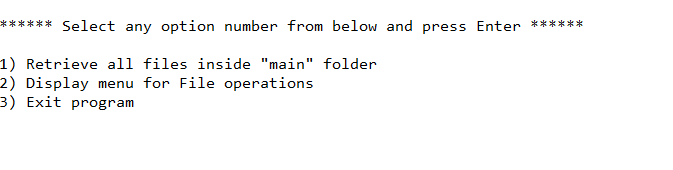 ****** Select any option number from below and press Enter ******
1) Retrieve all files inside "main" folder
2) Display menu for File operations
3) Exit program